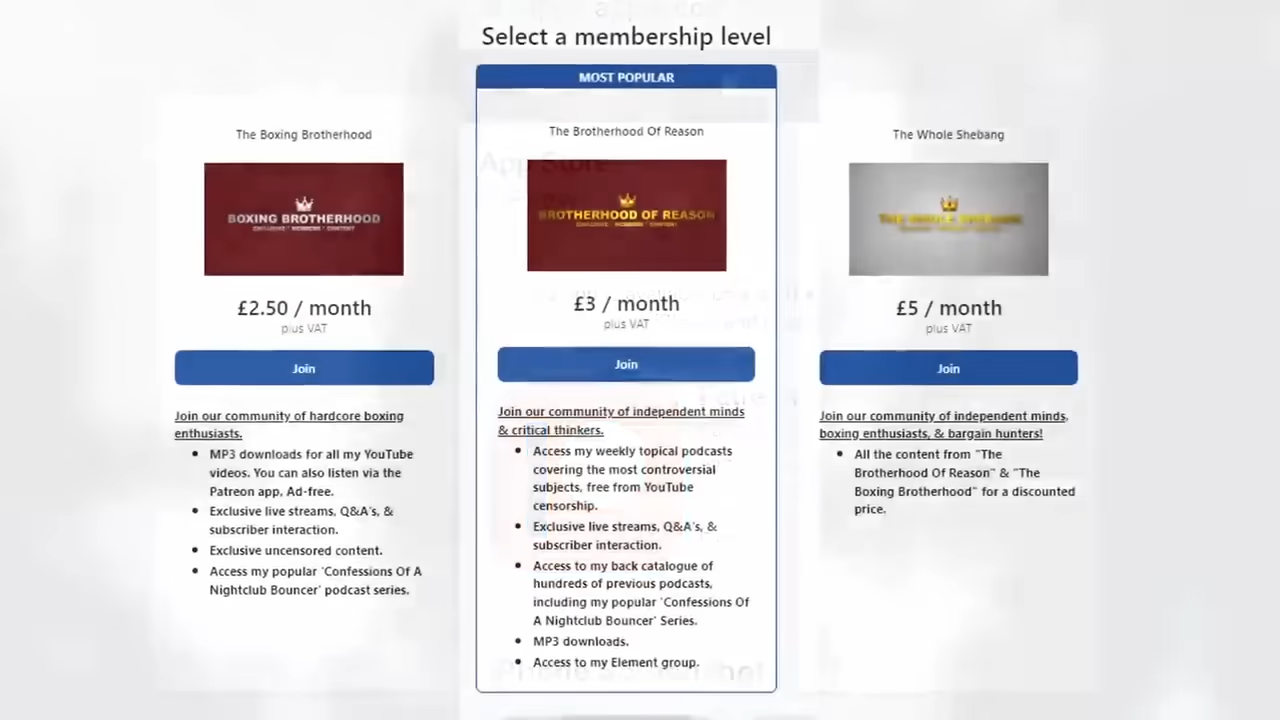 Select a membership level
The Boxing Brotherhood
BOXING BROTHERHOOD
£2.50 / month
plus VAT
Join
Join our community of hardcore boxing
enthusiasts.
MP3 downloads for all my YouTube
videos. You can also listen via the
Patreon app, Ad-free.
Exclusive live streams, Q&A's, &
subscriber interaction.
Exclusive uncensored content.
Access my popular 'Confessions Of A
Nightclub Bouncer' podcast series.
MOST POPULAR
The Brotherhood Of Reason
BROTHERHOOD OF REASON
£3 / month
plus VAT
Join
Join our community of independent minds
& critical thinkers.
Access my weekly topical podcasts
covering the most controversial
subjects, free from YouTube
censorship.
Exclusive live streams, Q&A's, &
subscriber interaction.
Access to my back catalogue of
hundreds of previous podcasts,
including my popular 'Confessions Of
A Nightclub Bouncer' Series.
MP3 downloads.
Access to my Element group.
The Whole Shebang
THE WHOLE SHEBANG
£5 / month
plus VAT
Join
Join our community of independent minds,
boxing enthusiasts, & bargain hunters!
All the content from "The
Brotherhood Of Reason" & "The
Boxing Brotherhood" for a discounted
price.
App Store